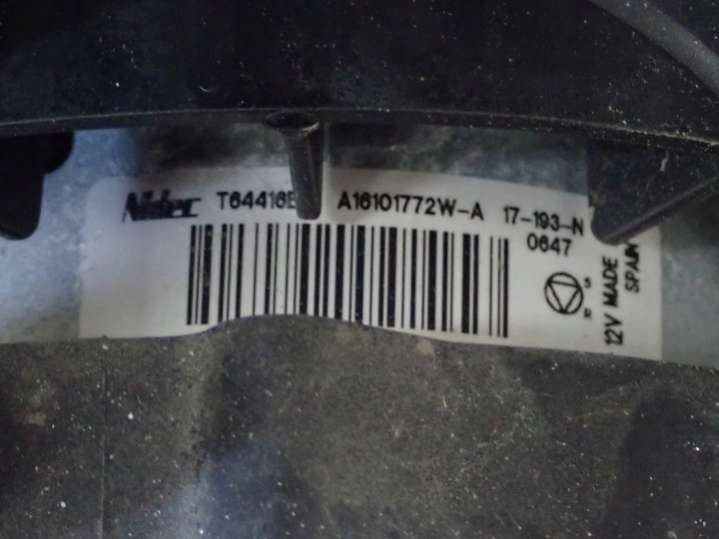 Nidec T64416E A16101772W-A 17-193-N
0647
S
R
12V MADE
SPAIN